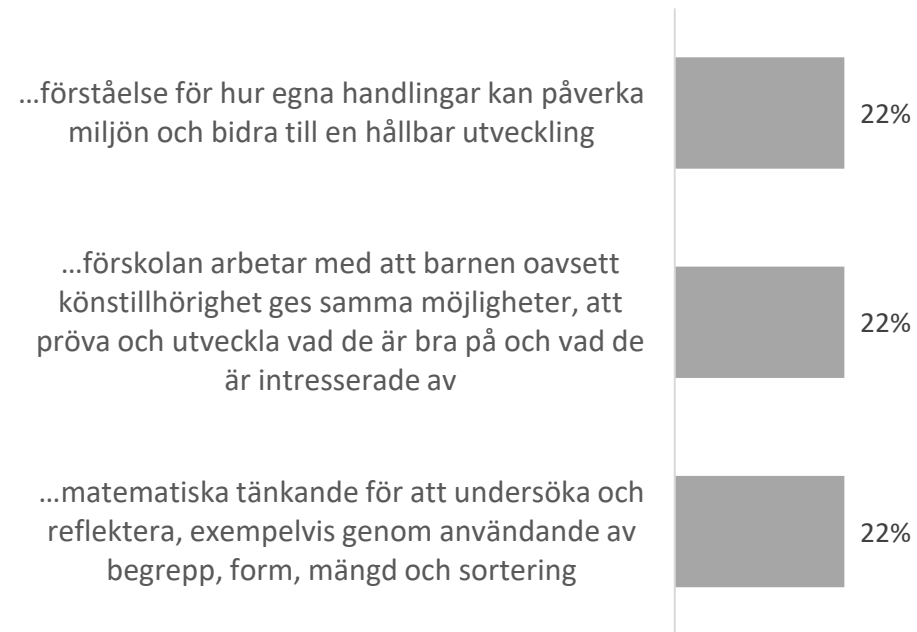 ...förståelse för hur egna handlingar kan påverka
miljön och bidra till en hållbar utveckling
22%
...förskolan arbetar med att barnen oavsett
könstillhörighet ges samma möjligheter, att
pröva och utveckla vad de är bra på och vad de
är intresserade av
22%
...matematiska tänkande för att undersöka och
reflektera, exempelvis genom användande av
begrepp, form, mängd och sortering
22%